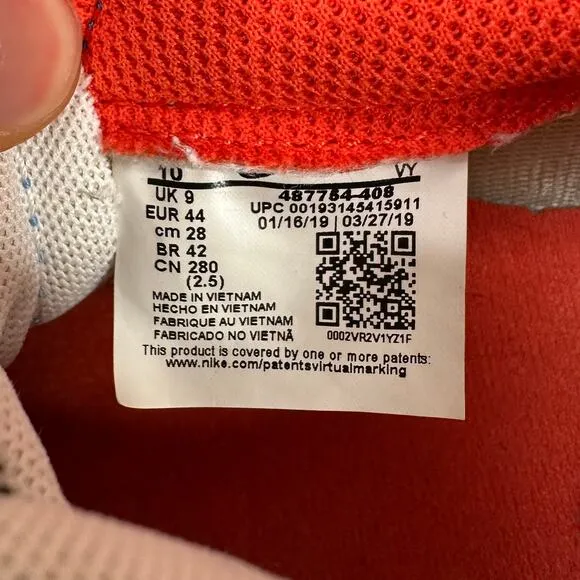 10 VY
UK 9
EUR 44
cm 28
BR 42
CN 280
(2.5)
487754-408
UPC 00193145415911
01/16/19 | 03/27/19
MADE IN VIETNAM
HECHO EN VIETNAM
FABRIQUE AU VIETNAM
FABRICADO NO VIETNÃ
0002VR2V1YZ1F
This product is covered by one or more patents:
www.nike.com/patentsvirtualmarking